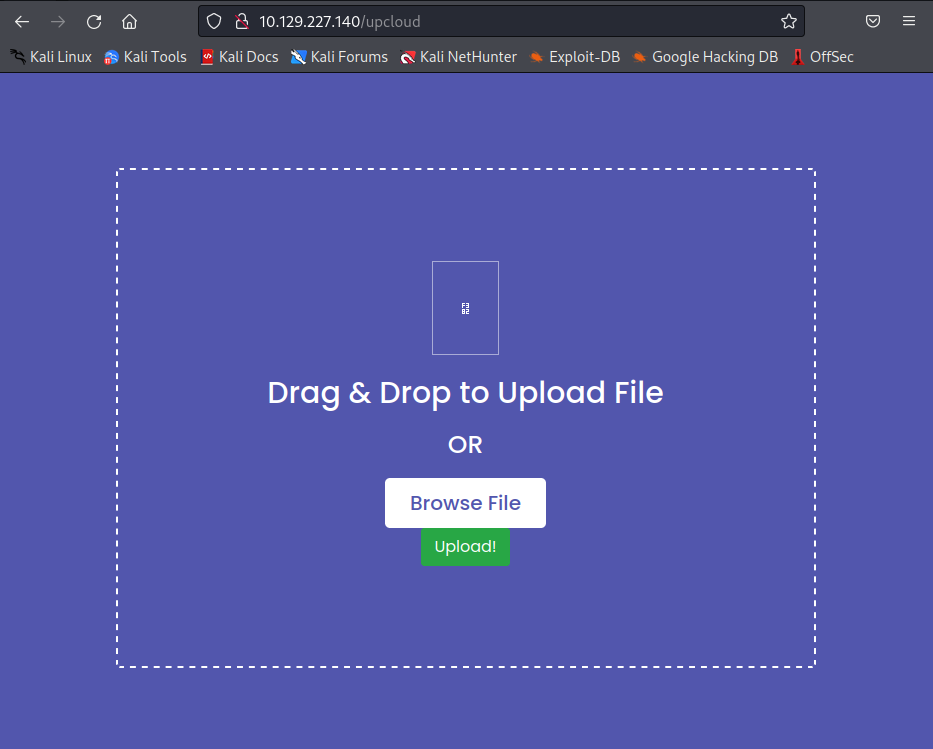 10.129.227.140/upcloud
Kali Linux Kali Tools Kali Docs Kali Forums Kali NetHunter Exploit-DB Google Hacking DB OffSec
Drag & Drop to Upload File
OR
Browse File
Upload!